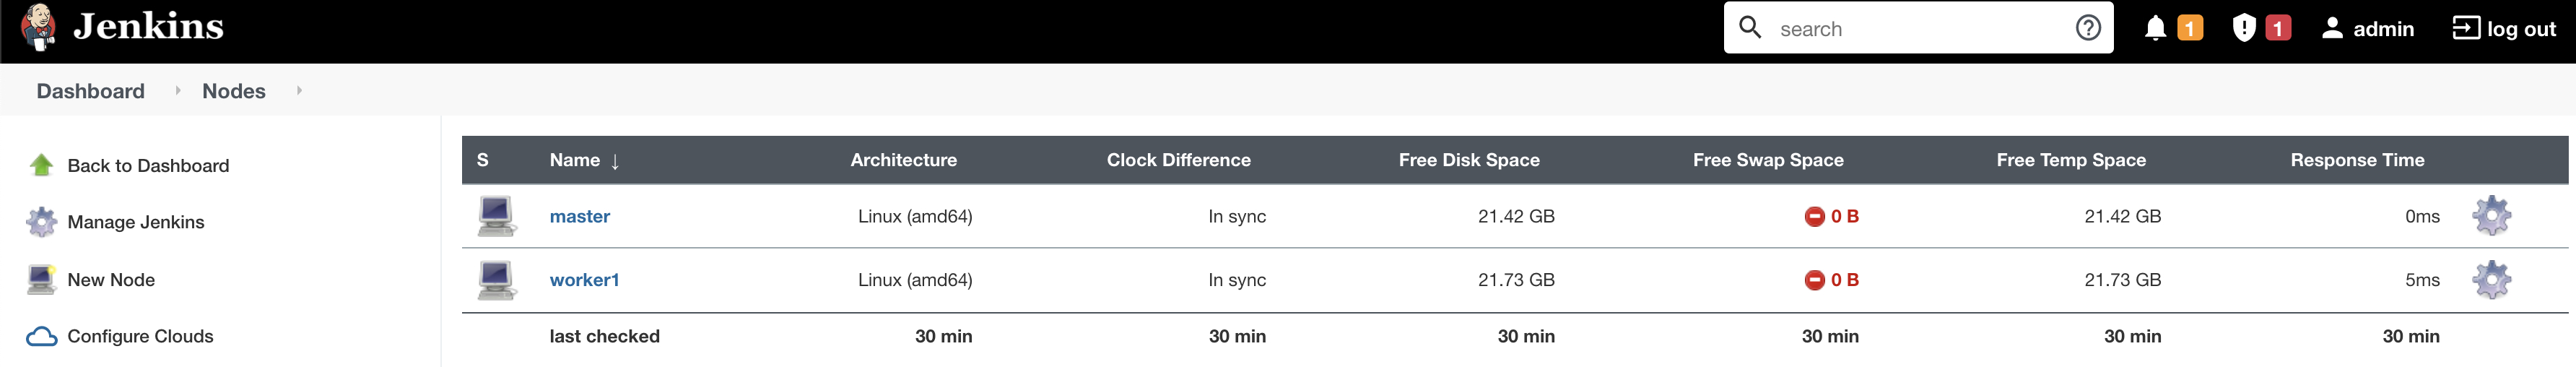 Jenkins search 1 1 admin log out
Dashboard Nodes
Back to Dashboard
Manage Jenkins
New Node
Configure Clouds
S Name ↓ Architecture Clock Difference Free Disk Space Free Swap Space Free Temp Space Response Time
master Linux (amd64) In sync 21.42 GB 0 B 21.42 GB 0ms
worker1 Linux (amd64) In sync 21.73 GB 0 B 21.73 GB 5ms
last checked 30 min 30 min 30 min 30 min 30 min 30 min